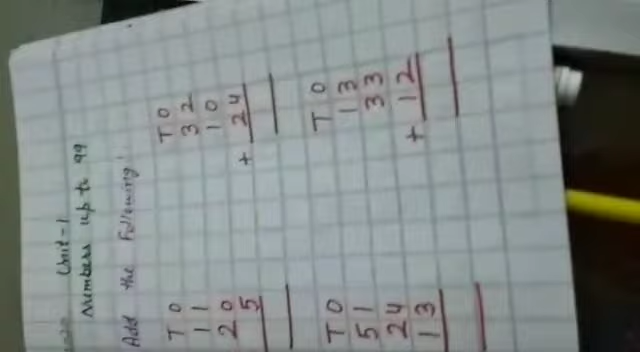 Unit-1
Numbers up to 99
Add the Following:
T O
1 1
2 0
5
T O
3 2
1 0
+ 2 4
T O
5 1
2 4
1 3
T O
1 3
3 3
+ 1 2